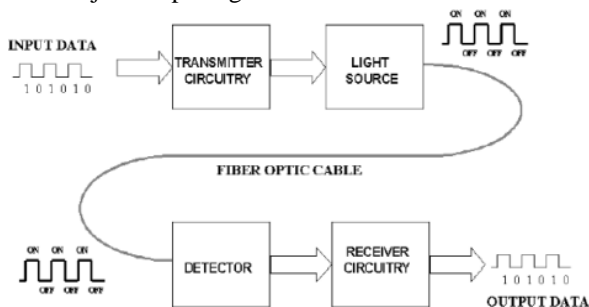 ON ON ON
OFF OFF OFF
INPUT DATA
1 0 1 0 1 0
TRANSMITTER
CIRCUITRY
LIGHT
SOURCE
FIBER OPTIC CABLE
ON ON ON
OFF OFF OFF
DETECTOR
RECEIVER
CIRCUITRY
1 0 1 0 1 0
OUTPUT DATA